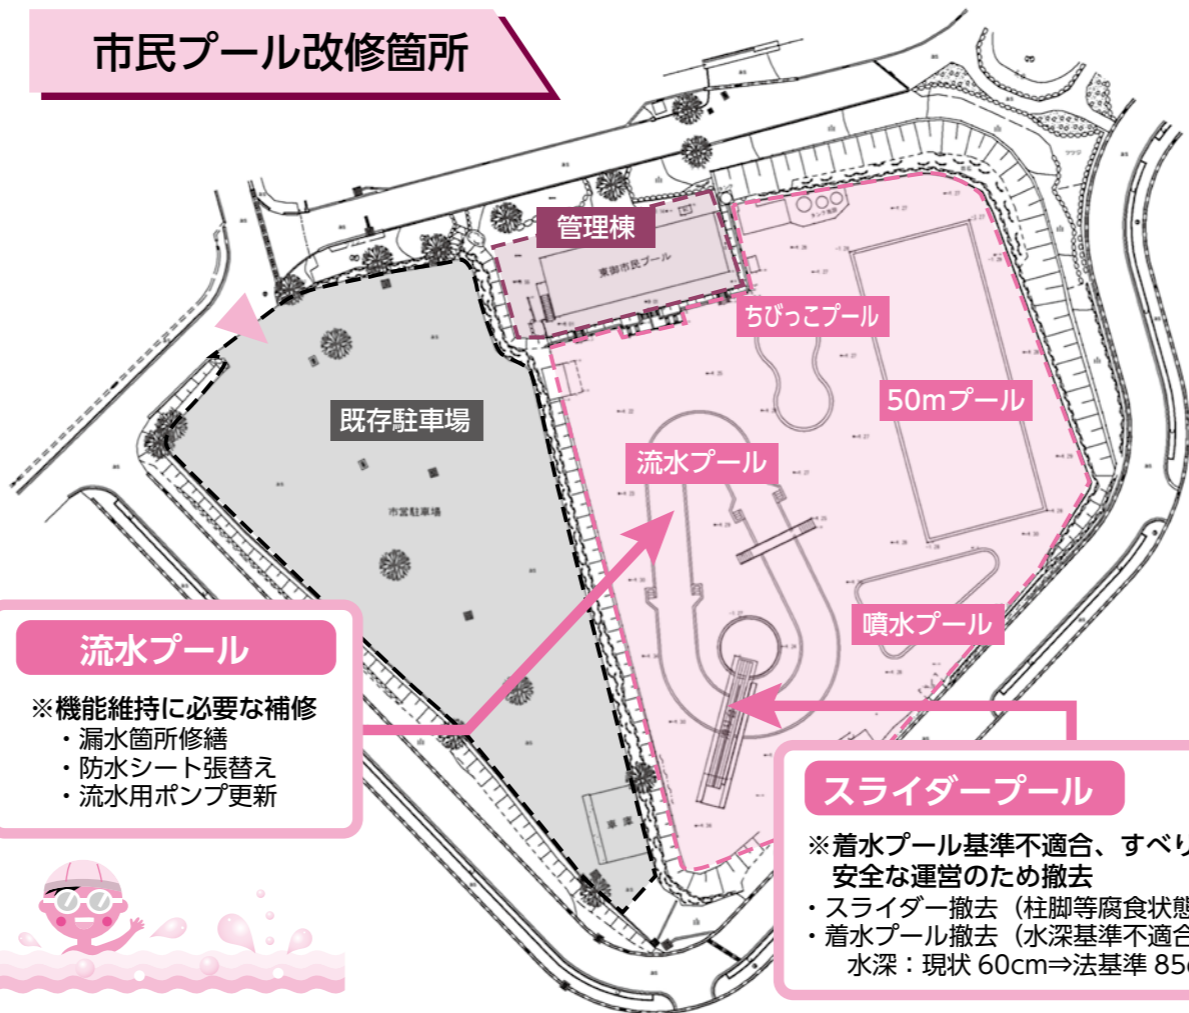 市民プール改修箇所
管理棟
東御市民プール
ちびっこプール
50mプール
既存駐車場
流水プール
市営駐車場
噴水プール
流水プール
※機能維持に必要な補修
・漏水箇所修繕
・防水シート張替え
・流水用ポンプ更新
車庫
スライダープール
※着水プール基準不適合、すべり
安全な運営のため撤去
・スライダー撤去（柱脚等腐食状態
・着水プール撤去（水深基準不適合
水深：現状 60cm⇒法基準 85c